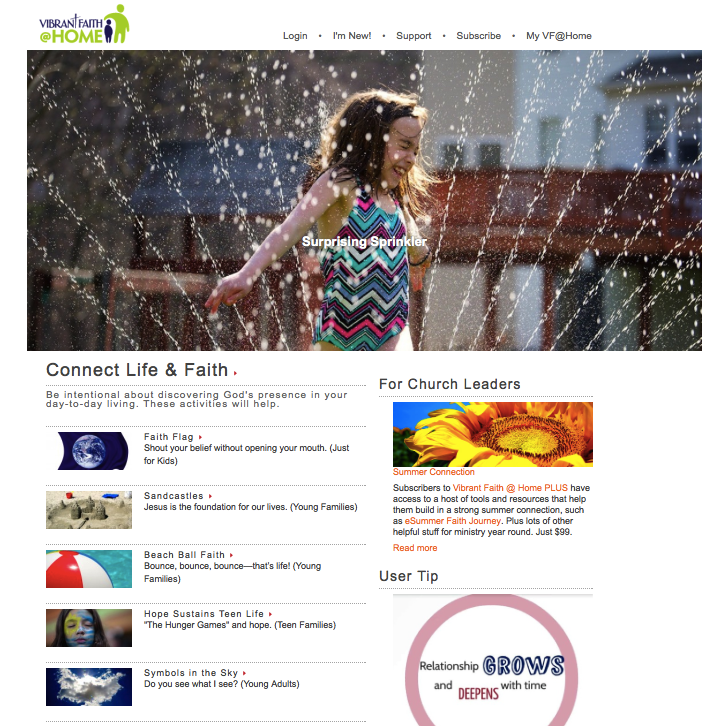 VIBRANT FAITH
@HOME
Login • I'm New! • Support • Subscribe • My VF@Home
Surprising Sprinkler
Connect Life & Faith
Be intentional about discovering God's presence in your
day-to-day living. These activities will help.
Faith Flag
Shout your belief without opening your mouth. (Just
for Kids)
Sandcastles
Jesus is the foundation for our lives. (Young Families)
Beach Ball Faith
Bounce, bounce, bounce—that's life! (Young
Families)
Hope Sustains Teen Life
"The Hunger Games" and hope. (Teen Families)
Symbols in the Sky
Do you see what I see? (Young Adults)
For Church Leaders
Summer Connection
Subscribers to Vibrant Faith @ Home PLUS have
access to a host of tools and resources that help
them build in a strong summer connection, such
as eSummer Faith Journey. Plus lots of other
helpful stuff for ministry year round. Just $99.
Read more
User Tip
Relationship GROWS
and DEEPENS with time